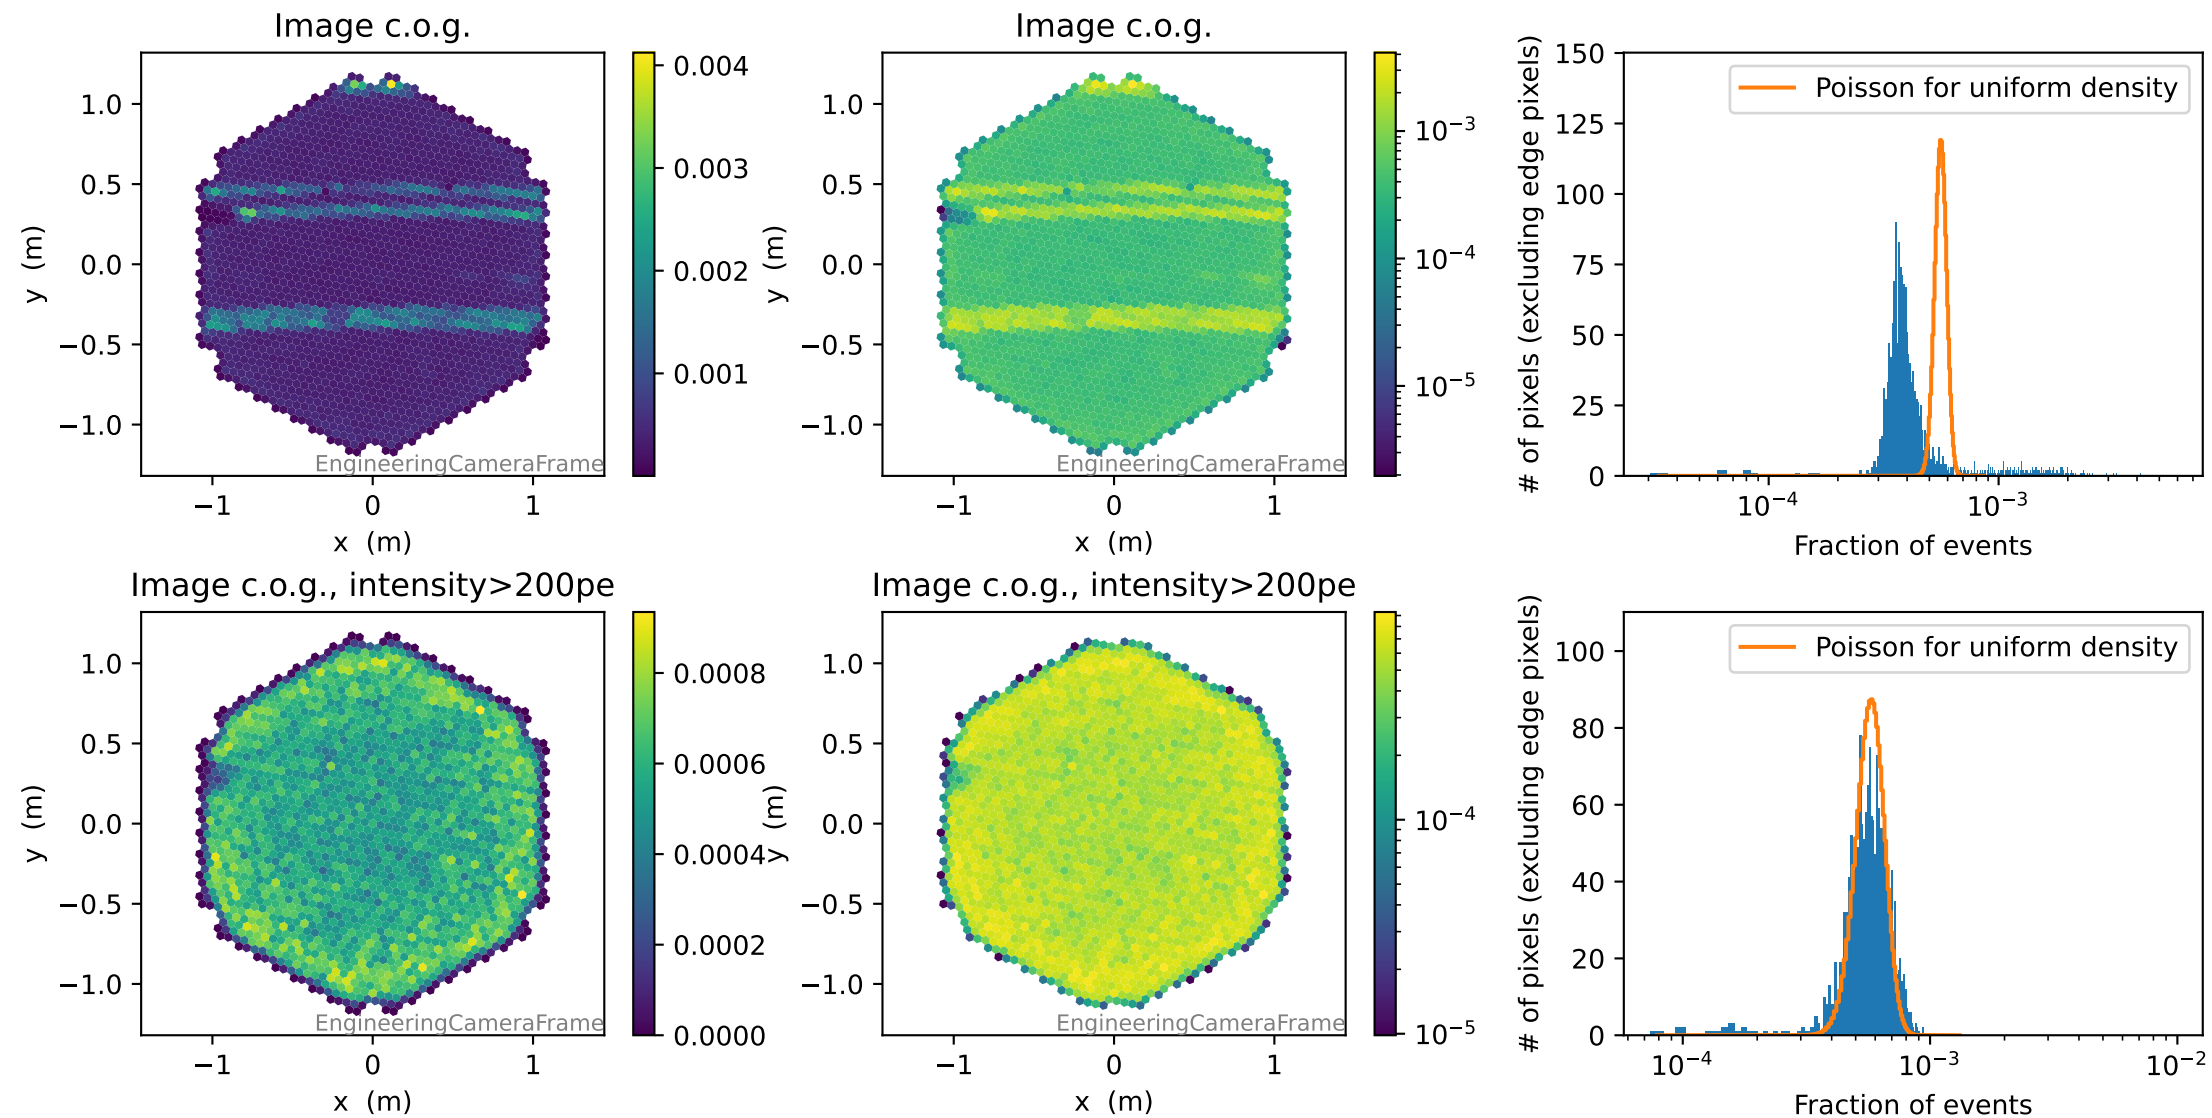 Image c.o.g.
1.0
0.5
0.0
−0.5
−1.0
y (m)
−1
0
1
x (m)
EngineeringCameraFrame
0.004
0.003
0.002
0.001
Image c.o.g.
1.0
0.5
0.0
−0.5
−1.0
y (m)
−1
0
1
x (m)
EngineeringCameraFrame
10−3
10−4
10−5
150
125
100
75
50
25
0
# of pixels (excluding edge pixels)
Poisson for uniform density
10−4
10−3
Fraction of events
Image c.o.g., intensity>200pe
1.0
0.5
0.0
−0.5
−1.0
y (m)
−1
0
1
x (m)
EngineeringCameraFrame
0.0008
0.0006
0.0004
0.0002
0.0000
Image c.o.g., intensity>200pe
1.0
0.5
0.0
−0.5
−1.0
y (m)
−1
0
1
x (m)
EngineeringCameraFrame
10−4
10−5
100
80
60
40
20
0
# of pixels (excluding edge pixels)
Poisson for uniform density
10−4
10−3
10−2
Fraction of events